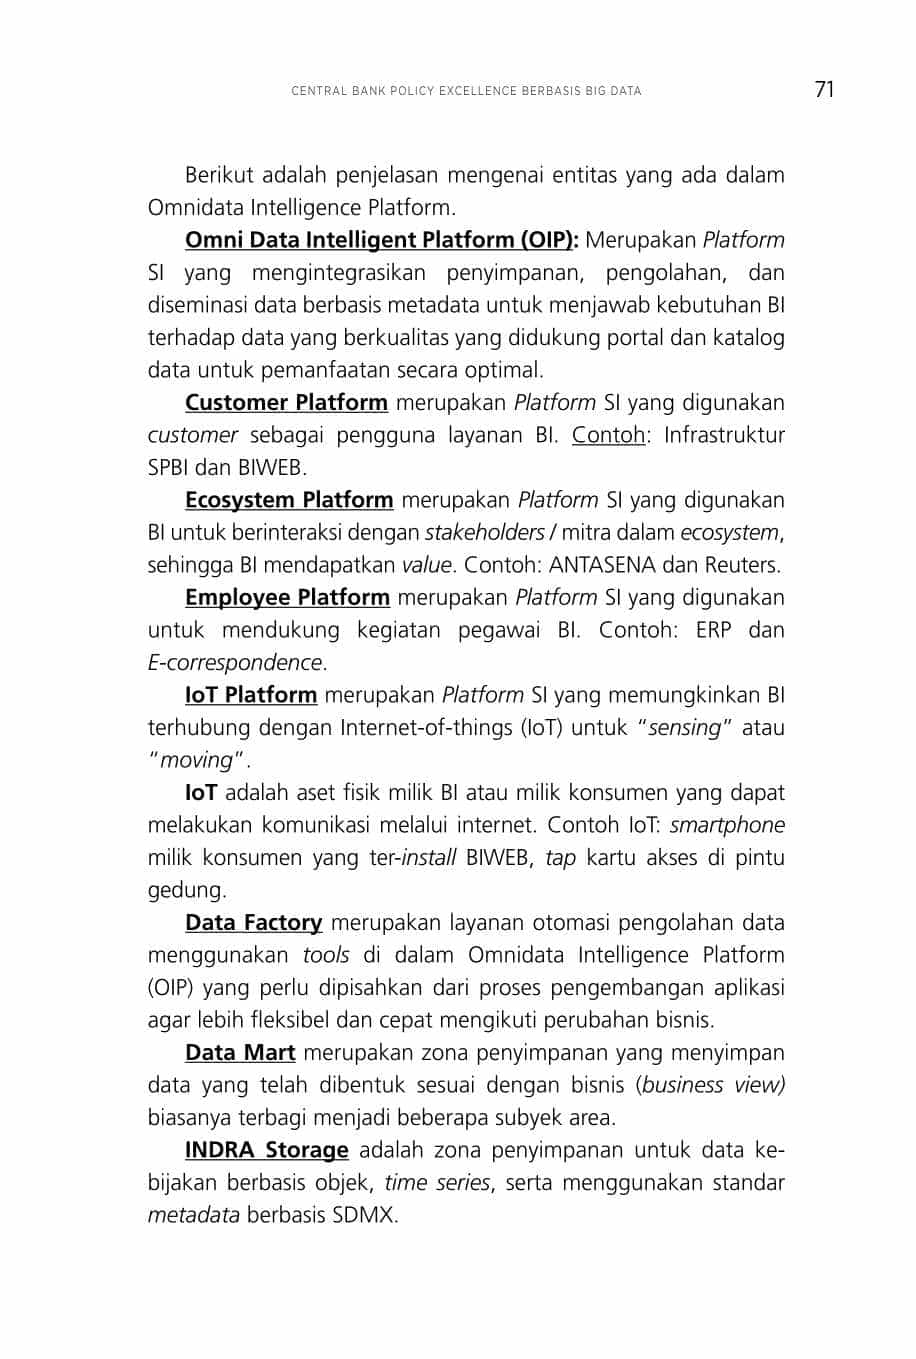 CENTRAL BANK POLICY EXCELLENCE BERBASIS BIG DATA 71
Berikut adalah penjelasan mengenai entitas yang ada dalam
Omnidata Intelligence Platform.
Omni Data Intelligent Platform (OIP): Merupakan Platform
SI yang mengintegrasikan penyimpanan, pengolahan, dan
diseminasi data berbasis metadata untuk menjawab kebutuhan BI
terhadap data yang berkualitas yang didukung portal dan katalog
data untuk pemanfaatan secara optimal.
Customer Platform merupakan Platform SI yang digunakan
customer sebagai pengguna layanan BI. Contoh: Infrastruktur
SPBI dan BIWEB.
Ecosystem Platform merupakan Platform SI yang digunakan
BI untuk berinteraksi dengan stakeholders / mitra dalam ecosystem,
sehingga BI mendapatkan value. Contoh: ANTASENA dan Reuters.
Employee Platform merupakan Platform SI yang digunakan
untuk mendukung kegiatan pegawai BI. Contoh: ERP dan
E-correspondence.
IoT Platform merupakan Platform SI yang memungkinkan BI
terhubung dengan Internet-of-things (IoT) untuk “sensing” atau
“moving”.
IoT adalah aset fisik milik BI atau milik konsumen yang dapat
melakukan komunikasi melalui internet. Contoh IoT: smartphone
milik konsumen yang ter-install BIWEB, tap kartu akses di pintu
gedung.
Data Factory merupakan layanan otomasi pengolahan data
menggunakan tools di dalam Omnidata Intelligence Platform
(OIP) yang perlu dipisahkan dari proses pengembangan aplikasi
agar lebih fleksibel dan cepat mengikuti perubahan bisnis.
Data Mart merupakan zona penyimpanan yang menyimpan
data yang telah dibentuk sesuai dengan bisnis (business view)
biasanya terbagi menjadi beberapa subyek area.
INDRA Storage adalah zona penyimpanan untuk data ke-
bijakan berbasis objek, time series, serta menggunakan standar
metadata berbasis SDMX.